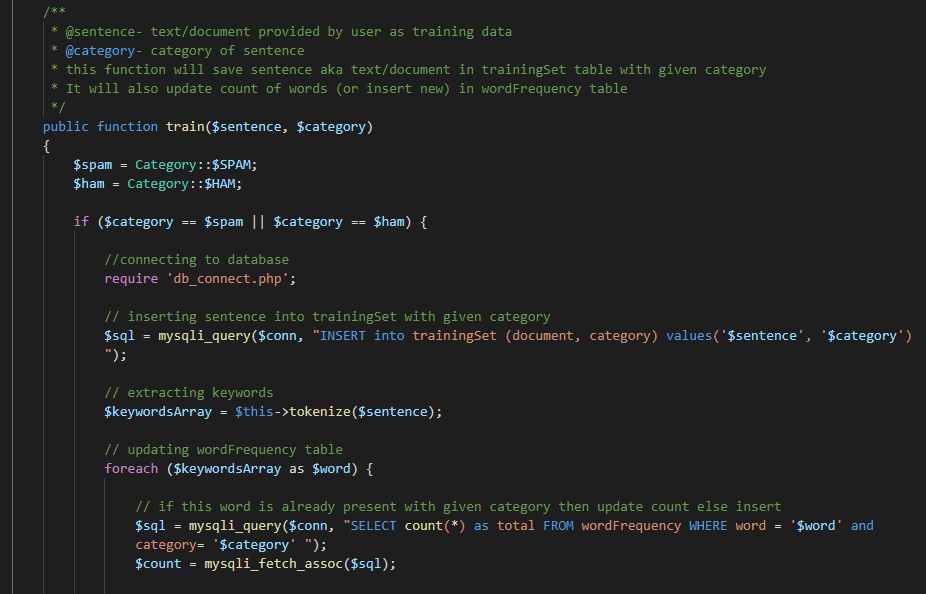 /**
* @sentence- text/document provided by user as training data
* @category- category of sentence
* this function will save sentence aka text/document in trainingSet table with given category
* It will also update count of words (or insert new) in wordFrequency table
*/
public function train($sentence, $category)
{
$spam = Category::$SPAM;
$ham = Category::$HAM;
if ($category == $spam || $category == $ham) {
//connecting to database
require 'db_connect.php';
// inserting sentence into trainingSet with given category
$sql = mysqli_query($conn, "INSERT into trainingSet (document, category) values('$sentence', '$category')
");
// extracting keywords
$keywordsArray = $this->tokenize($sentence);
// updating wordFrequency table
foreach ($keywordsArray as $word) {
// if this word is already present with given category then update count else insert
$sql = mysqli_query($conn, "SELECT count(*) as total FROM wordFrequency WHERE word = '$word' and
category= '$category' ");
$count = mysqli_fetch_assoc($sql);